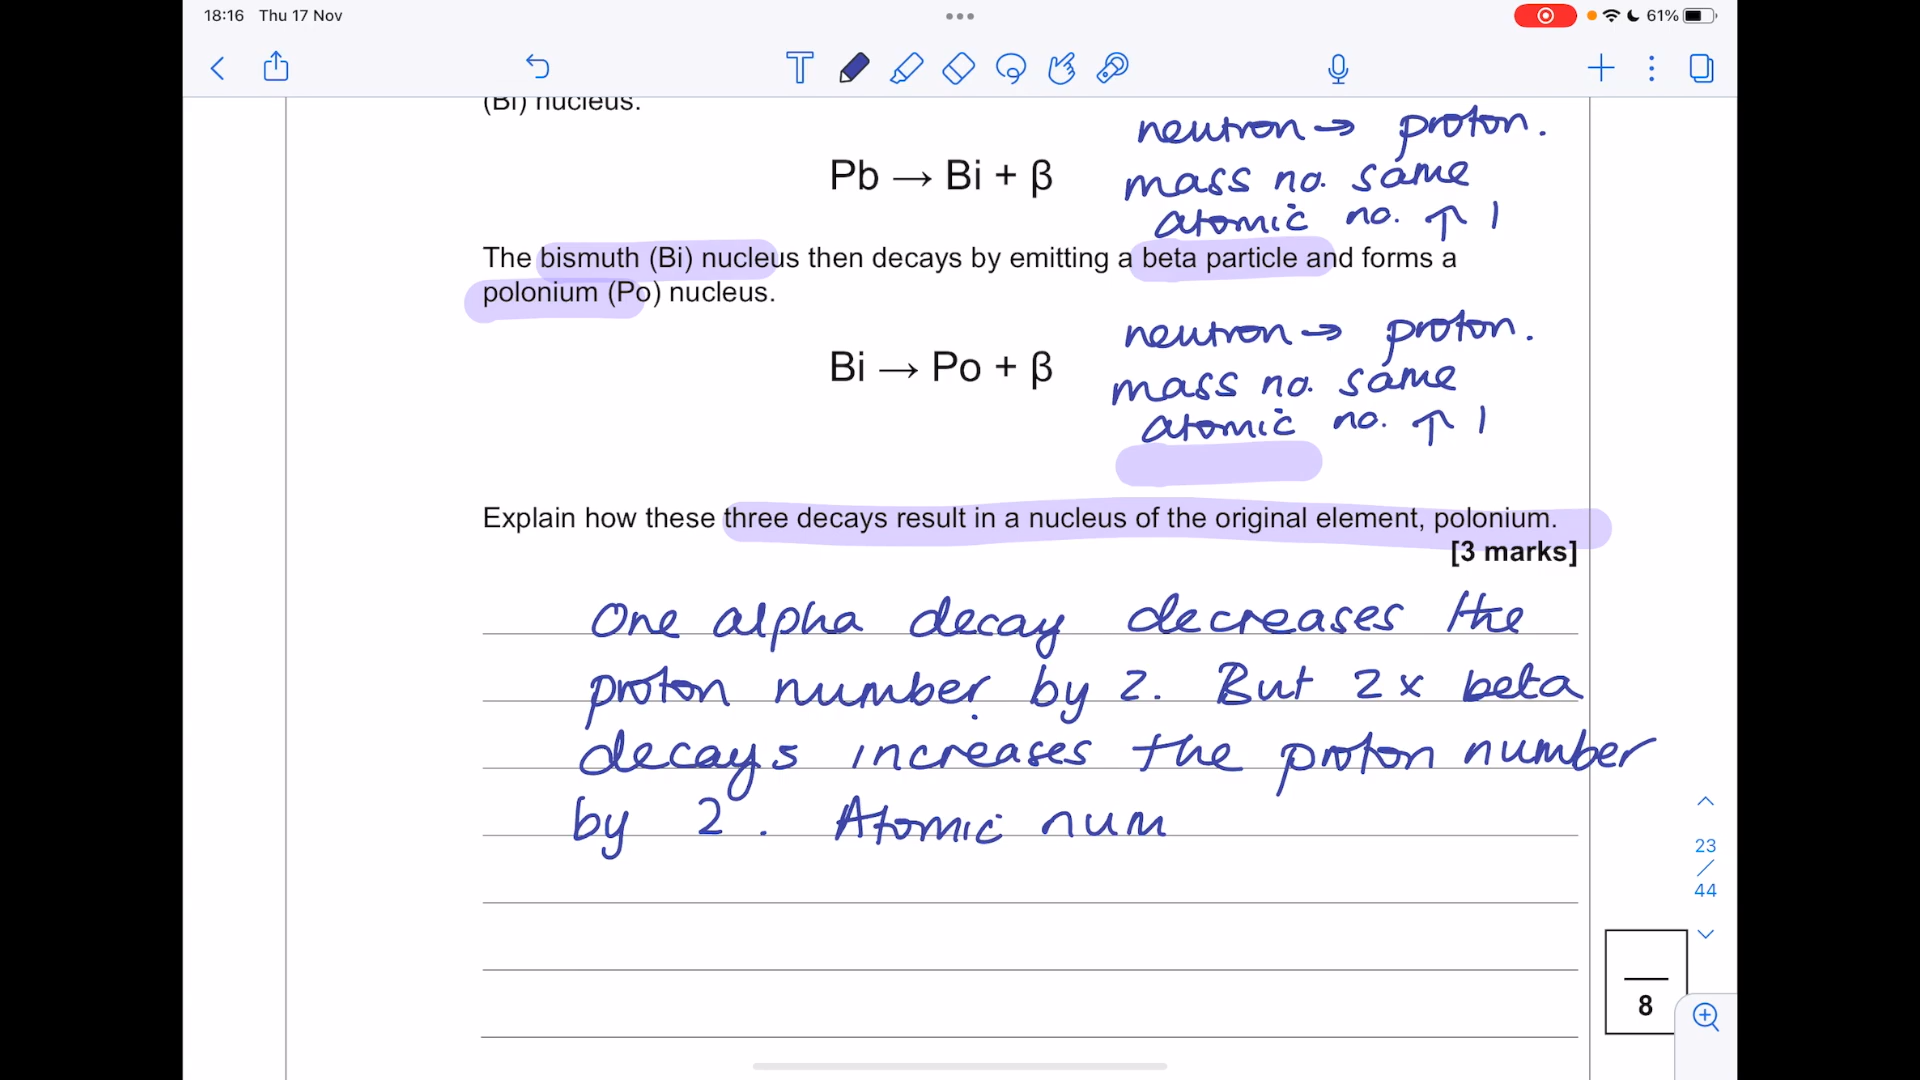 18:16 Thu 17 Nov
61%
(Bi) nucleus.
neutron → proton.
Pb → Bi + β
mass no. same
atomic no. ↑ 1
The bismuth (Bi) nucleus then decays by emitting a beta particle and forms a
polonium (Po) nucleus.
neutron → proton.
Bi → Po + β
mass no. same
atomic no. ↑ 1
Explain how these three decays result in a nucleus of the original element, polonium.
[3 marks]
One alpha decay decreases the
proton number by 2. But 2x beta
decays increases the proton number
by 2. Atomic num
23
/
44
8